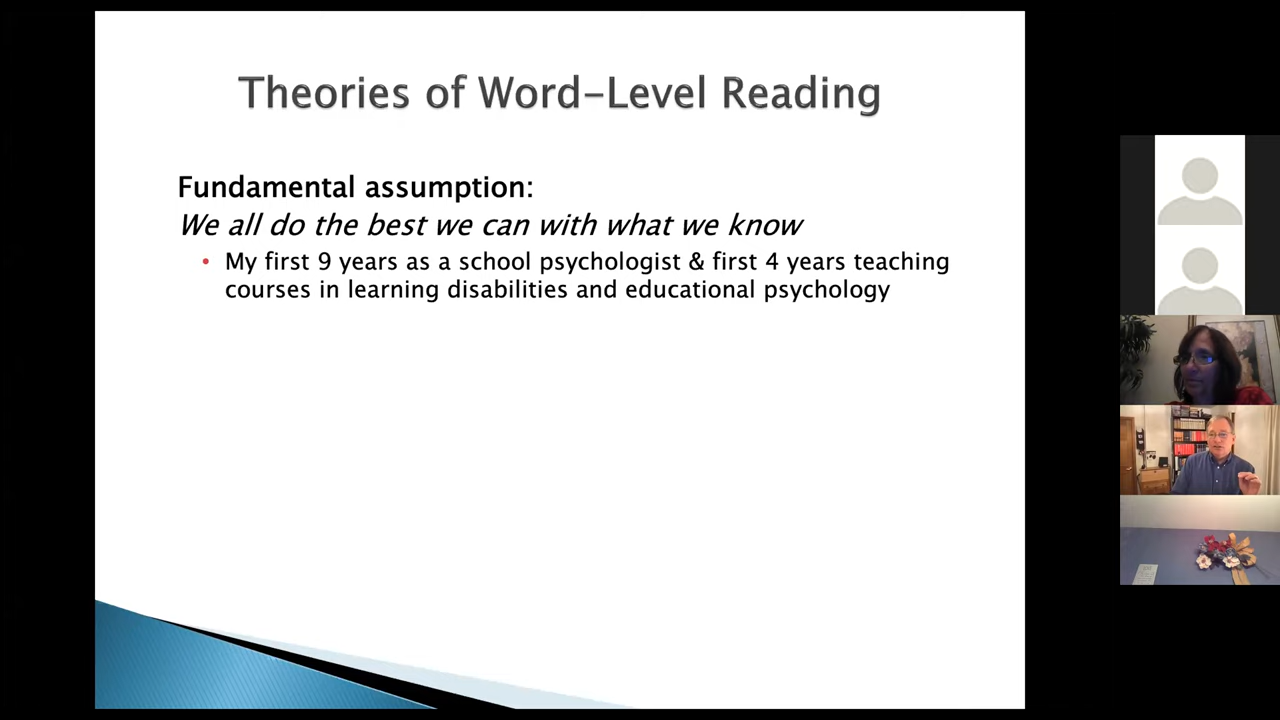 Theories of Word-Level Reading
Fundamental assumption:
We all do the best we can with what we know
• My first 9 years as a school psychologist & first 4 years teaching
courses in learning disabilities and educational psychology